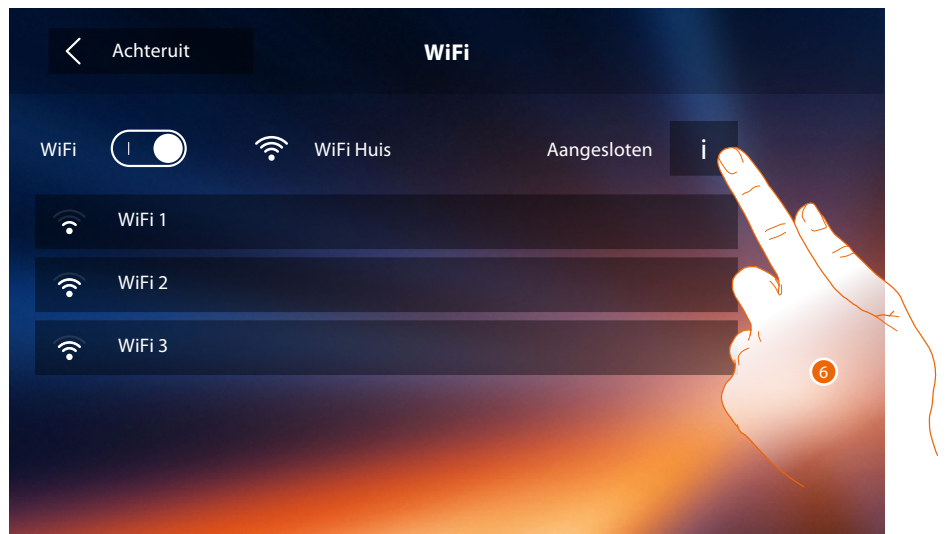 Achteruit WiFi
WiFi I WiFi Huis Aangesloten i
WiFi 1
WiFi 2
WiFi 3
6